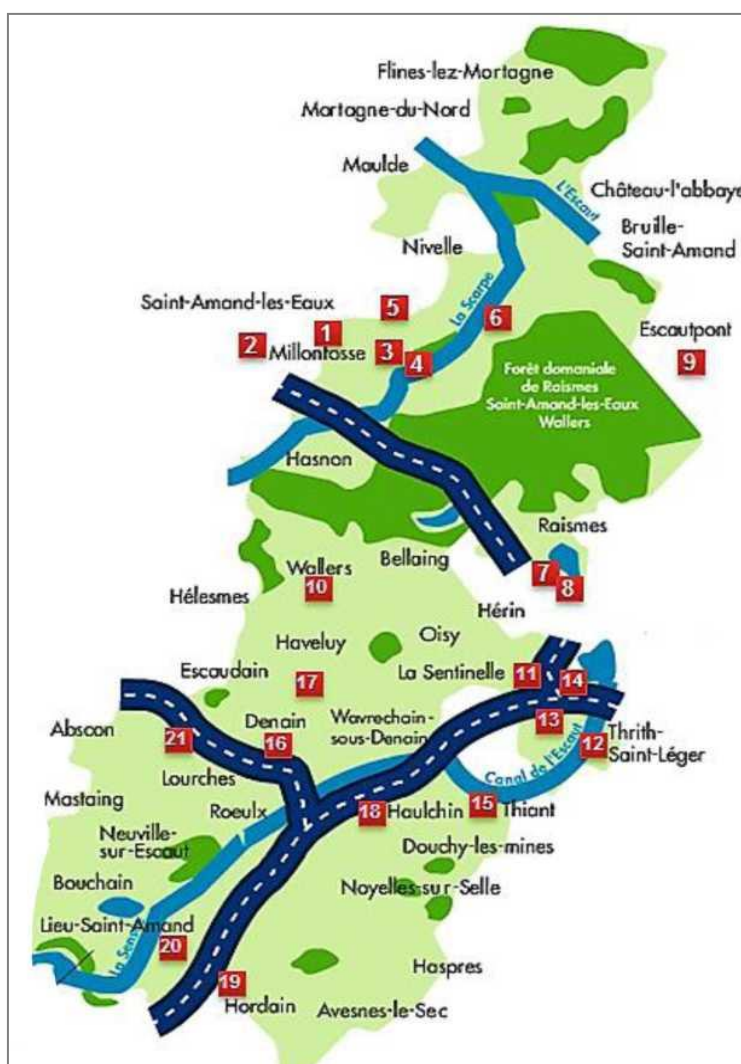 Flines-lez-Mortagne
Mortagne-du-Nord
Maulde
L'Escaut
Château-l'abbaye
Bruille-
Saint-Amand
Nivelle
La Scarpe
Saint-Amand-les-Eaux
5
6
1
2
Millontosse
3
4
Escautpont
9
Forêt domaniale
de Raismes
Saint-Amand-les-Eaux
Wallers
Hasnon
Raismes
Bellaing
Wallers
10
7
8
Hélesmes
Hérin
Oisy
Haveluy
La Sentinelle
11
14
Escaudain
17
Abscon
21
Denain
16
Wavrechain-
sous-Denain
13
12
Thrith-
Saint-Léger
Canal de l'Escaut
Lourches
Mastaing
Roeulx
18
Haulchin
15
Thiant
Neuville-
sur-Escaut
Douchy-les-mines
Bouchain
Noyelles-sur-Selle
Lieu-Saint-Amand
20
La Sens
Haspres
19
Hordain
Avesnes-le-Sec